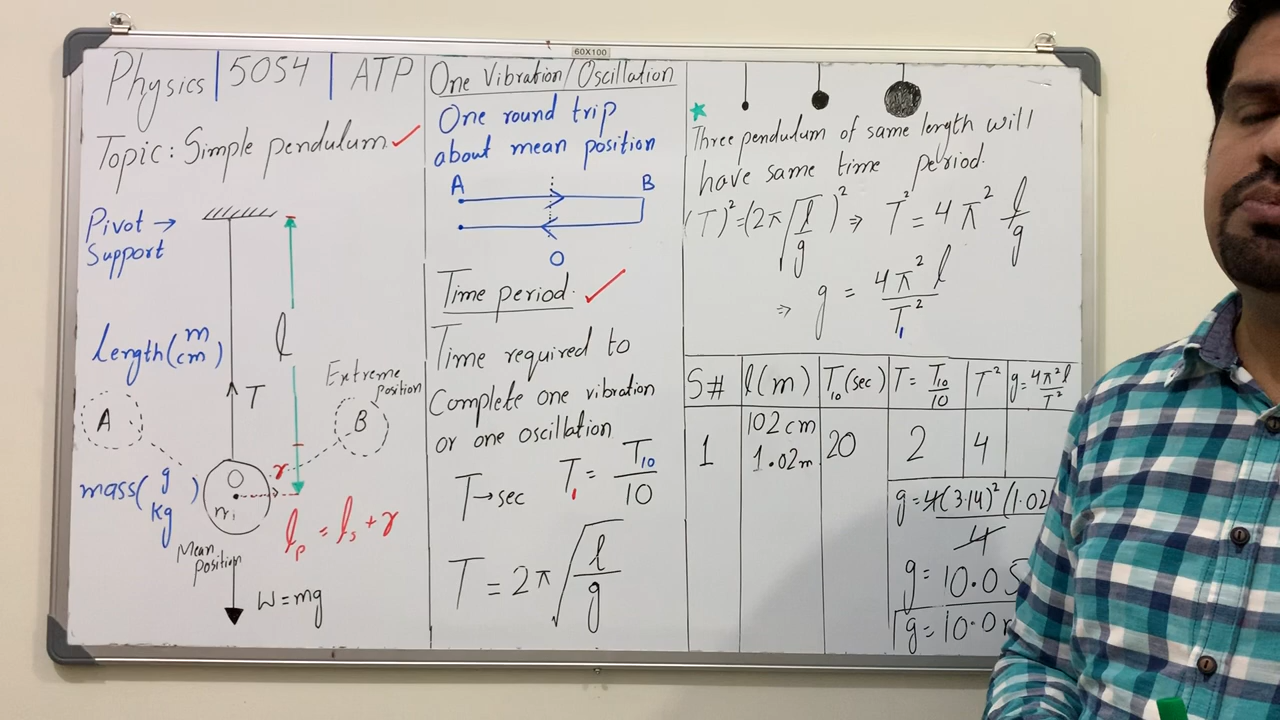 60X100
Physics | 5054 | ATP
Topic: Simple pendulum ✓
Pivot →
Support
length (m
cm)
l
T
Extreme
position
A
B
O
r
mass (g
kg)
m
lₚ = lₛ + r
Mean
position
W=mg
One Vibration/Oscillation
One round trip
about mean position
A B
O
Time period. ✓
Time required to
Complete one vibration
or one oscillation
T→sec T₁ = T₁₀/10
T = 2π√(l/g)
★
Three pendulum of same length will
have same time period.
(T)² = (2π√(l/g))² ⇒ T² = 4π² l/g
⇒ g = 4π² l/T²
S# l(m) T₁₀(sec) T = T₁₀/10 T² g = 4π²l/T²
1 102 cm 20 2 4
1.02m
g = 4(3.14)² (1.02
4
g = 10.05
g = 10.0